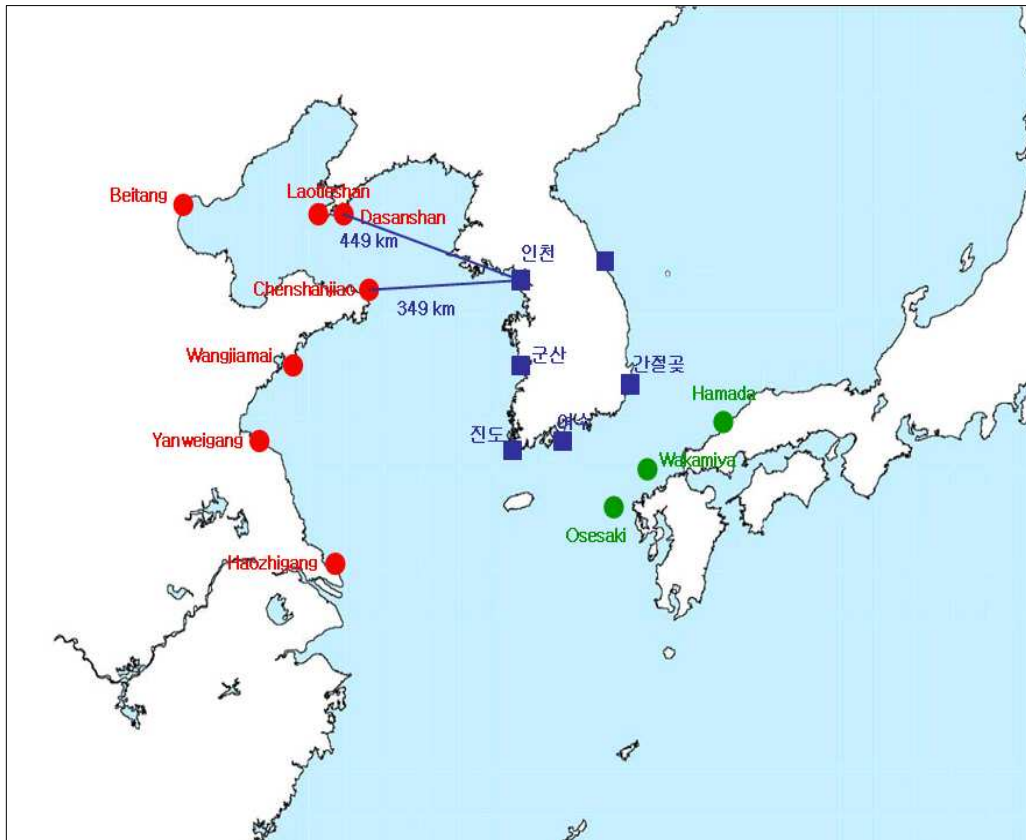 Laotieshan
Beitang
Dasanshan
449 km
인천
Chenshanjiao
349 km
Wangjiamai
군산
간절곶
Hamada
진도
여수
Yanweigang
Wakamiya
Osesaki
Haozhigang